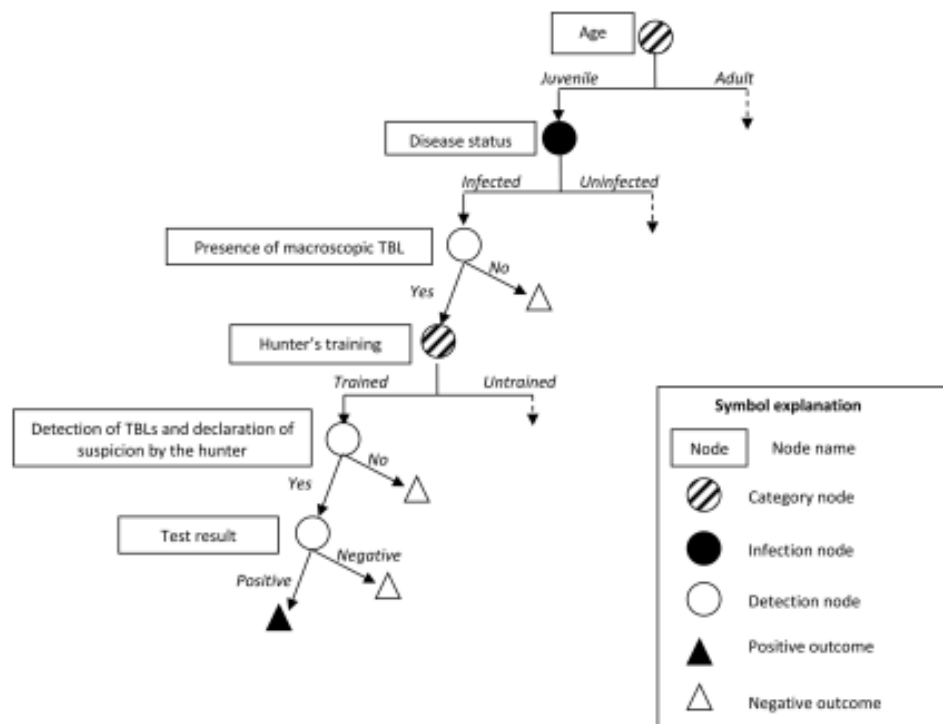 Age
Juvenile
Adult
Disease status
Infected
Uninfected
Presence of macroscopic TBL
No
Yes
Hunter's training
Trained
Untrained
Detection of TBLs and declaration of
suspicion by the hunter
No
Yes
Test result
Negative
Positive
Symbol explanation
Node
Node name
Category node
Infection node
Detection node
Positive outcome
Negative outcome